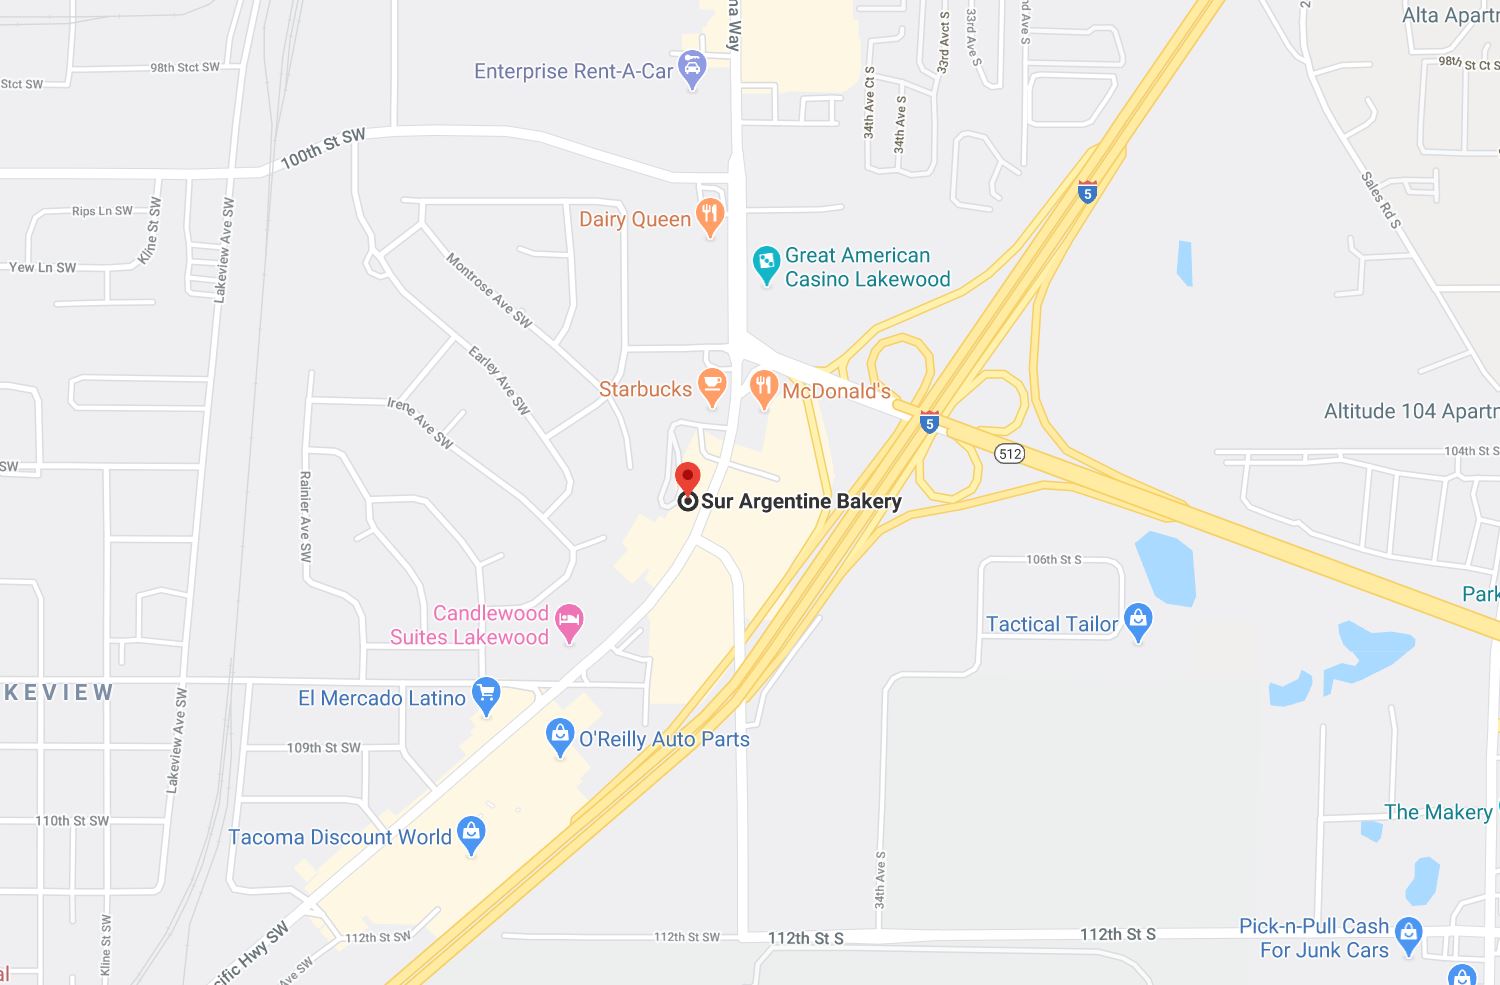 na Way
nd Ave S
33rd Ave S
33rd Avct S
Alta Apartm
98th Stct SW
Stct SW
Enterprise Rent-A-Car
98th St Ct S
34th Ave Ct S
34th Ave S
100th St SW
5
Sales Rd S
Rips Ln SW
Kline St SW
Lakeview Ave SW
Dairy Queen
Yew Ln SW
Montrose Ave SW
Great American
Casino Lakewood
Earley Ave SW
Starbucks
McDonald's
Irene Ave SW
5
Altitude 104 Apartm
SW
512
104th St S
Rainier Ave SW
Sur Argentine Bakery
106th St S
Park
Candlewood
Suites Lakewood
Tactical Tailor
KEVIEW
El Mercado Latino
Lakeview Ave SW
109th St SW
O'Reilly Auto Parts
110th St SW
The Makery
Tacoma Discount World
34th Ave S
Kline St SW
cific Hwy SW
112th St SW
112th St SW
112th St S
112th St S
Pick-n-Pull Cash
For Junk Cars
Ave SW
al